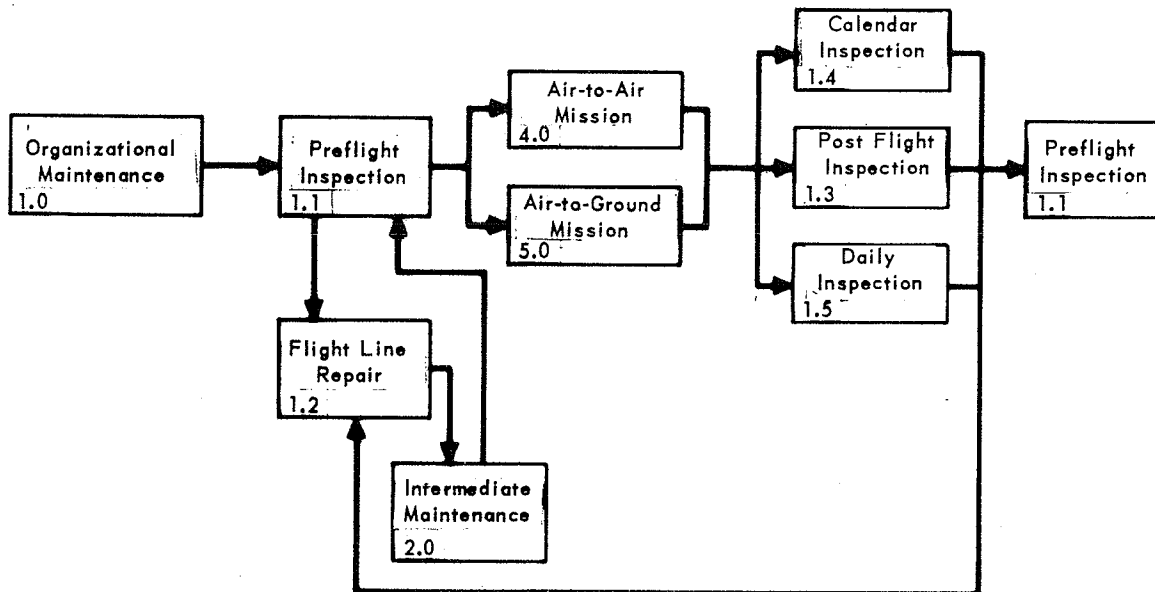 Organizational
Maintenance
1.0
Preflight
Inspection
1.1
Air-to-Air
Mission
4.0
Air-to-Ground
Mission
5.0
Calendar
Inspection
1.4
Post Flight
Inspection
1.3
Daily
Inspection
1.5
Preflight
Inspection
1.1
Flight Line
Repair
1.2
Intermediate
Maintenance
2.0